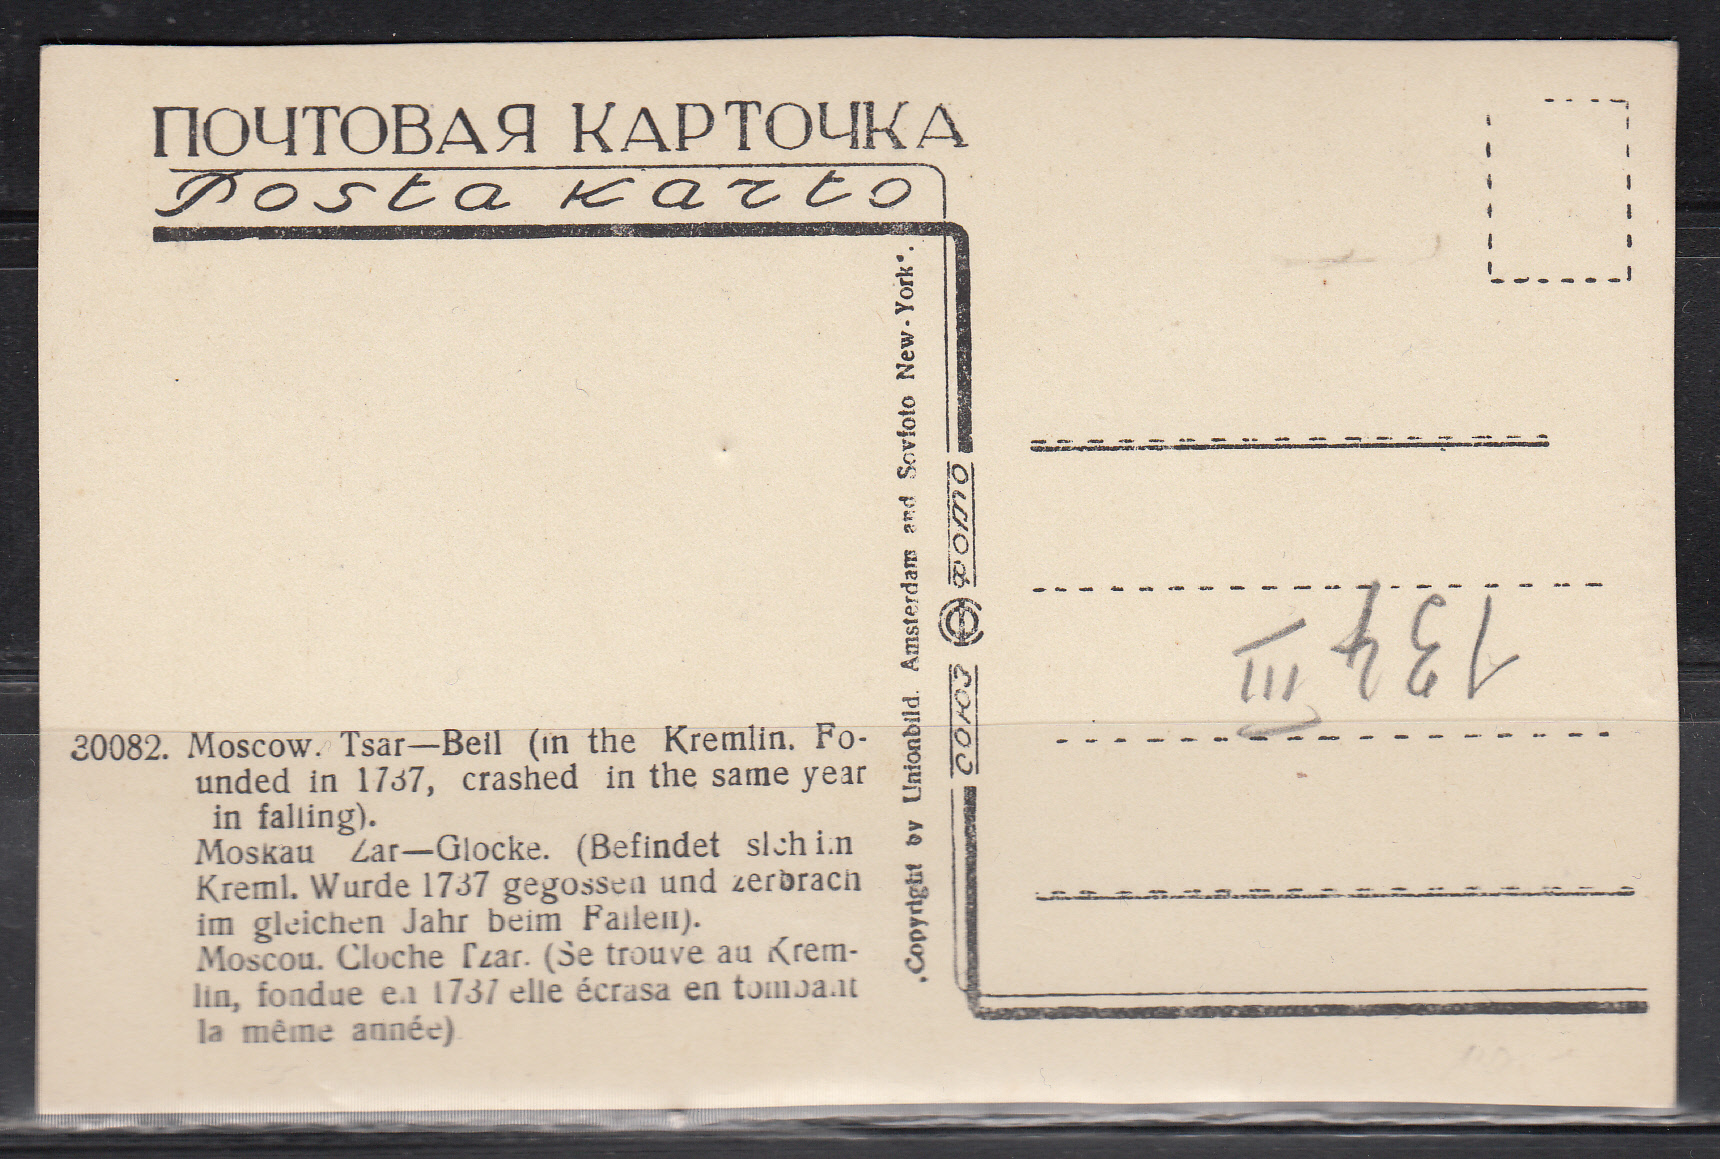 ПОЧТОВАЯ КАРТОЧКА
Posta karto
30082. Moscow. Tsar—Bell (in the Kremlin. Fo-
unded in 1737, crashed in the same year
in falling).
Moskau Zar—Glocke. (Befindet sich im
Kreml. Wurde 1737 gegossen und zerbrach
im gleichen Jahr beim Fallen).
Moscou. Cloche Tzar. (Se trouve au Krem-
lin, fondue en 1737 elle écrasa en tombant
la même année)
„Copyright by Unionbild. Amsterdam and Sovfoto New-York".
СОЮЗ ФОТО
134
III